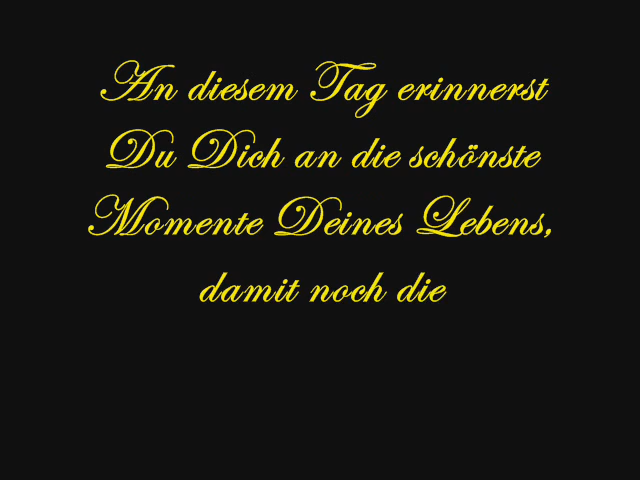 An diesem Tag erinnerst
Du Dich an die schönste
Momente Deines Lebens,
damit noch die